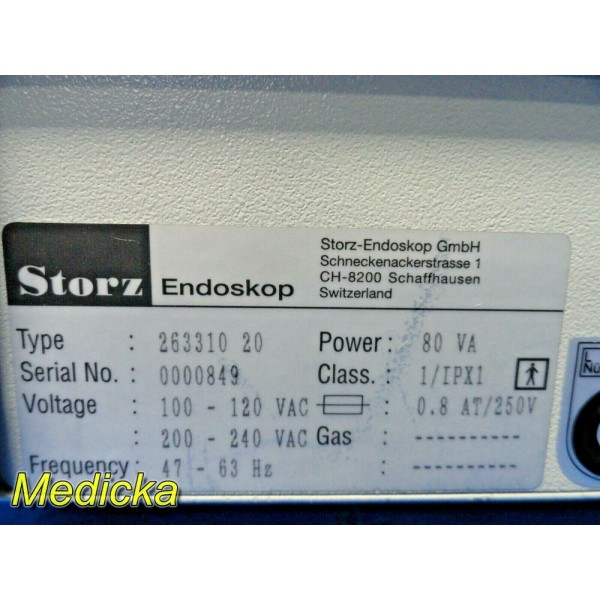 Storz Endoskop
Storz-Endoskop GmbH
Schneckenackerstrasse 1
CH-8200 Schaffhausen
Switzerland
Type : 263310 20
Serial No. : 0000849
Voltage : 100 - 120 VAC
: 200 - 240 VAC
Frequency : 47 - 63 Hz
Power : 80 VA
Class. : 1/IPX1
: 0.8 AT/250V
Gas : ----------
----------
Medicka